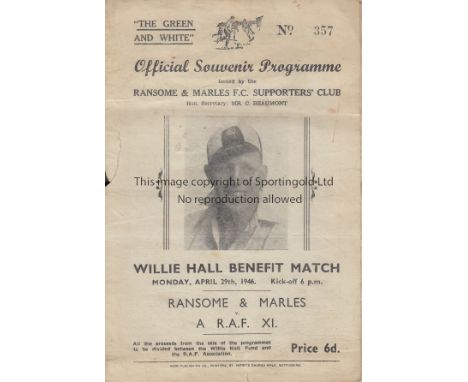 "THE GREEN
AND WHITE"
No 357
Official Souvenir Programme
issued by the
RANSOME & MARLES F.C. SUPPORTERS' CLUB
Hon. Secretary: MR. C. BEAUMONT
This image copyright of Sportingold Ltd
No reproduction allowed
WILLIE HALL BENEFIT MATCH
MONDAY, APRIL 29th, 1946. Kick-off 6 p.m.
RANSOME & MARLES
v
A R.A.F. XI.
All the proceeds from the sale of the programmes
to be divided between the Willie Hall Fund and
the R.A.F. Association.
Price 6d.